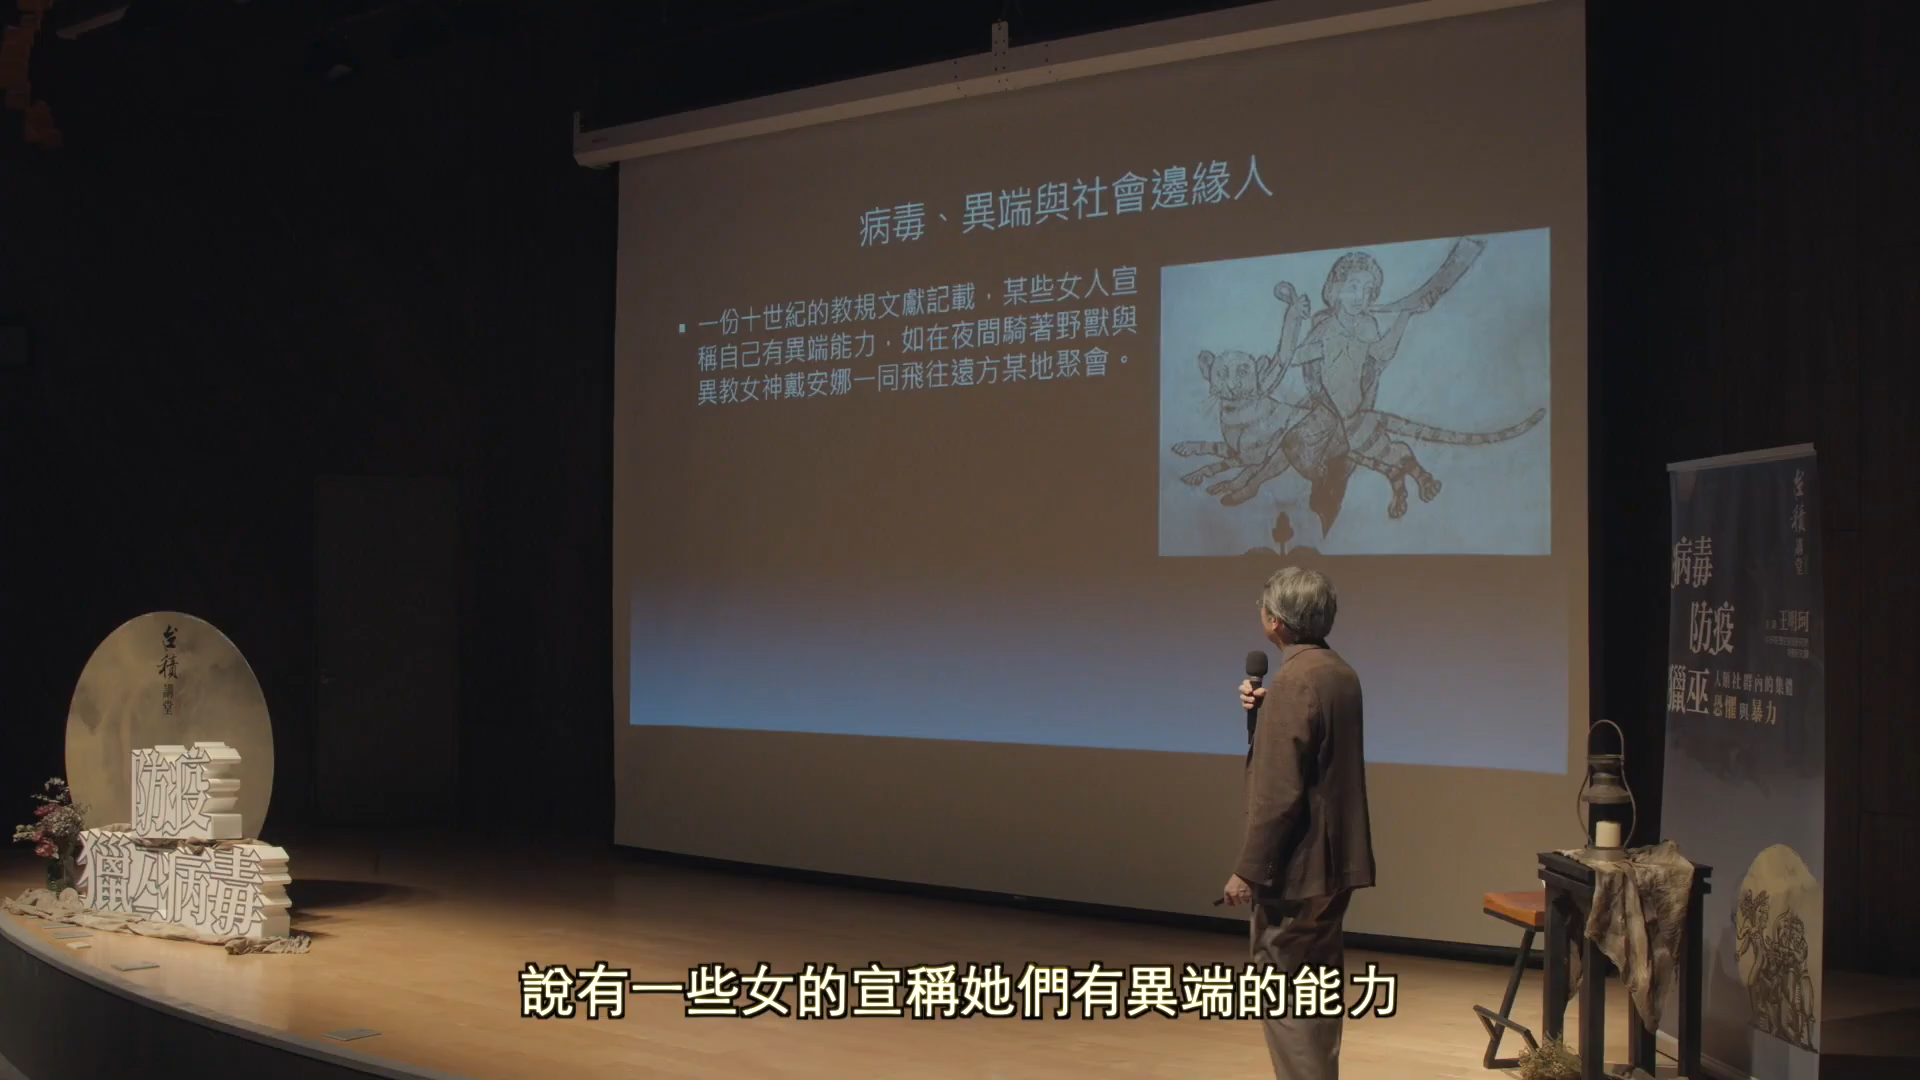 病毒、異端與社會邊緣人
▪ 一份十世紀的教規文獻記載，某些女人宣
稱自己有異端能力，如在夜間騎著野獸與
異教女神戴安娜一同飛往遠方某地聚會。
台積講堂
防疫
獵巫病毒
台積講堂
病毒
防疫
獵巫
人類社群內的集體
恐懼與暴力
主講 王明珂
說有一些女的宣稱她們有異端的能力